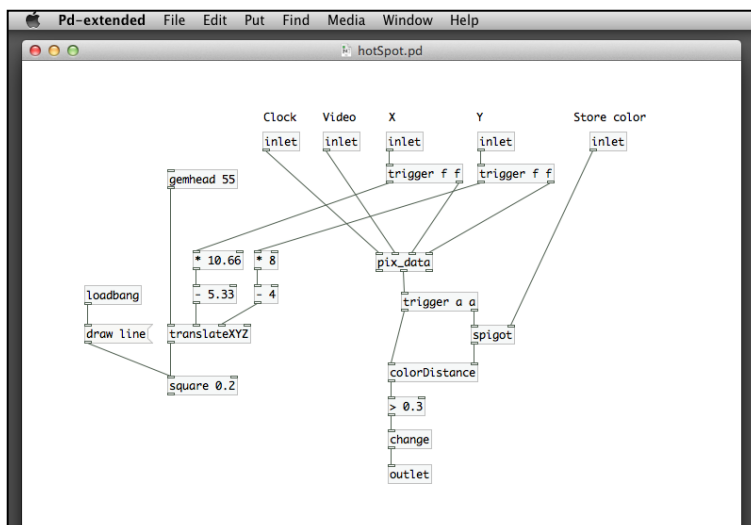 Pd-extended File Edit Put Find Media Window Help
hotSpot.pd
Clock Video X Y Store color
inlet inlet inlet inlet inlet
gemhead 55
trigger f f trigger f f
* 10.66 * 8
pix_data
loadbang
- 5.33 - 4
trigger a a
draw line
translateXYZ
spigot
square 0.2
colorDistance
> 0.3
change
outlet